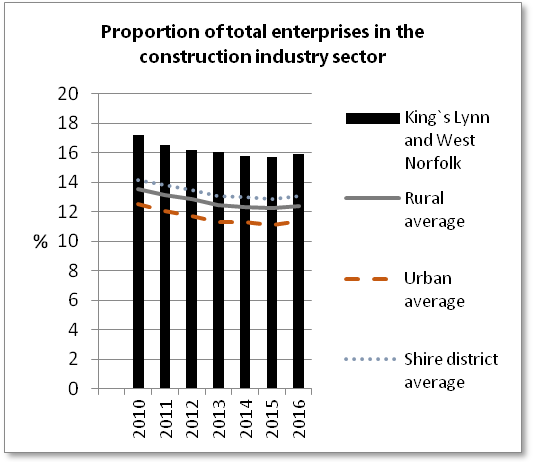 Proportion of total enterprises in the
construction industry sector
20
18
16
14
12
10
8
6
4
2
0
%
2010
2011
2012
2013
2014
2015
2016
King`s Lynn
and West
Norfolk
Rural
average
Urban
average
Shire district
average